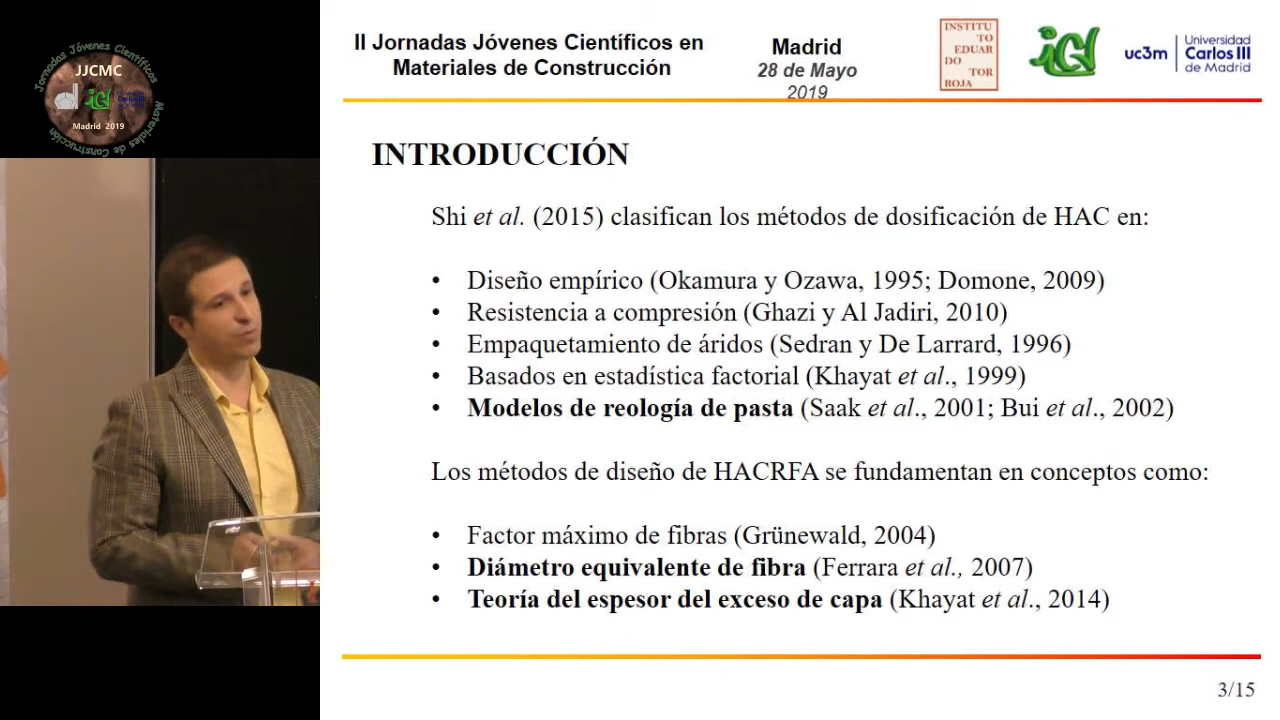 Jornadas Jóvenes Científicos
JJCMC
Madrid 2019
Materiales de Construcción
II Jornadas Jóvenes Científicos en
Materiales de Construcción
Madrid
28 de Mayo
2019
INSTITU
TO
EDUAR
DO
TOR
ROJA
uc3m
Universidad
Carlos III
de Madrid
INTRODUCCIÓN
Shi et al. (2015) clasifican los métodos de dosificación de HAC en:
• Diseño empírico (Okamura y Ozawa, 1995; Domone, 2009)
• Resistencia a compresión (Ghazi y Al Jadiri, 2010)
• Empaquetamiento de áridos (Sedran y De Larrard, 1996)
• Basados en estadística factorial (Khayat et al., 1999)
• Modelos de reología de pasta (Saak et al., 2001; Bui et al., 2002)
Los métodos de diseño de HACRFA se fundamentan en conceptos como:
• Factor máximo de fibras (Grünewald, 2004)
• Diámetro equivalente de fibra (Ferrara et al., 2007)
• Teoría del espesor del exceso de capa (Khayat et al., 2014)
3/15